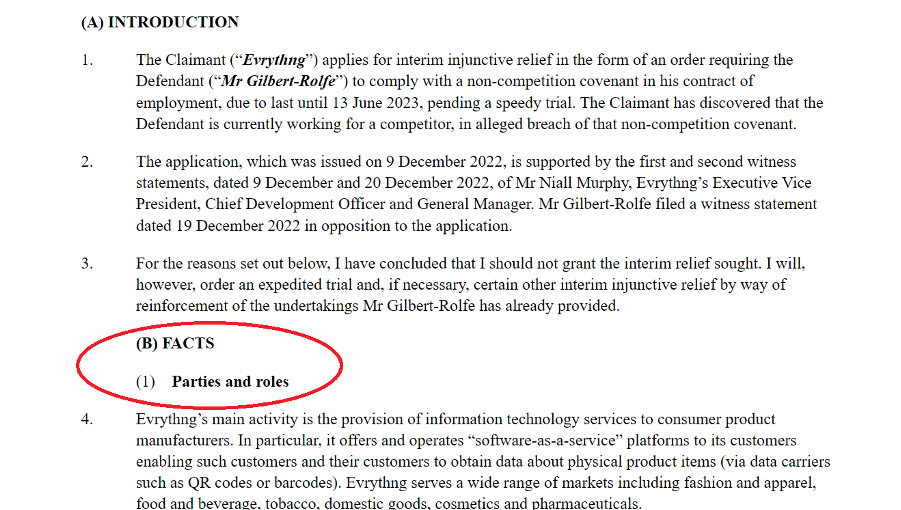 (A) INTRODUCTION
1. The Claimant (“Evrythng”) applies for interim injunctive relief in the form of an order requiring the
Defendant (“Mr Gilbert-Rolfe”) to comply with a non-competition covenant in his contract of
employment, due to last until 13 June 2023, pending a speedy trial. The Claimant has discovered that the
Defendant is currently working for a competitor, in alleged breach of that non-competition covenant.
2. The application, which was issued on 9 December 2022, is supported by the first and second witness
statements, dated 9 December and 20 December 2022, of Mr Niall Murphy, Evrythng’s Executive Vice
President, Chief Development Officer and General Manager. Mr Gilbert-Rolfe filed a witness statement
dated 19 December 2022 in opposition to the application.
3. For the reasons set out below, I have concluded that I should not grant the interim relief sought. I will,
however, order an expedited trial and, if necessary, certain other interim injunctive relief by way of
reinforcement of the undertakings Mr Gilbert-Rolfe has already provided.
(B) FACTS
(1) Parties and roles
4. Evrythng’s main activity is the provision of information technology services to consumer product
manufacturers. In particular, it offers and operates “software-as-a-service” platforms to its customers
enabling such customers and their customers to obtain data about physical product items (via data carriers
such as QR codes or barcodes). Evrythng serves a wide range of markets including fashion and apparel,
food and beverage, tobacco, domestic goods, cosmetics and pharmaceuticals.